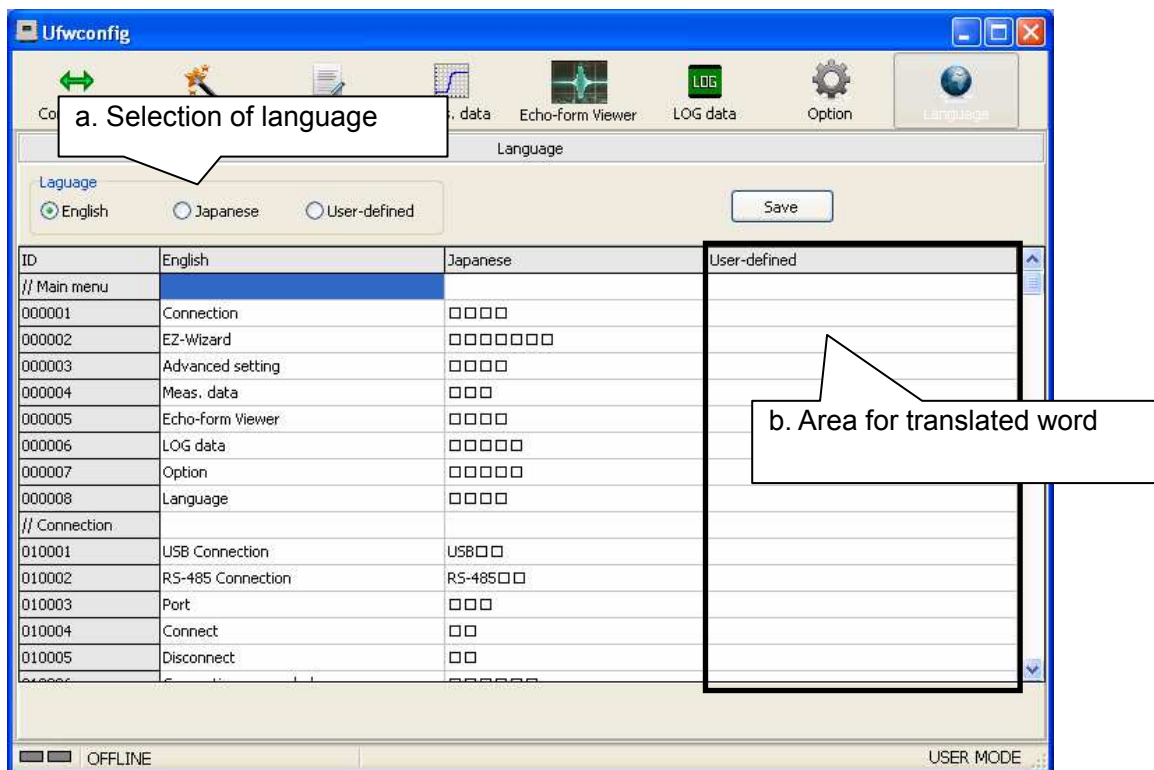 Ufwconfig
a. Selection of language
Co
. data
Echo-form Viewer
LOG
LOG data
Option
Language
Language
Laguage
English
Japanese
User-defined
Save
ID English Japanese User-defined
// Main menu
000001 Connection □□□□
000002 EZ-Wizard □□□□□□□
000003 Advanced setting □□□□
000004 Meas. data □□□
000005 Echo-form Viewer □□□□
000006 LOG data □□□□□
000007 Option □□□□□
000008 Language □□□□
// Connection
010001 USB Connection USB□□
010002 RS-485 Connection RS-485□□
010003 Port □□□
010004 Connect □□
010005 Disconnect □□
b. Area for translated word
OFFLINE
USER MODE